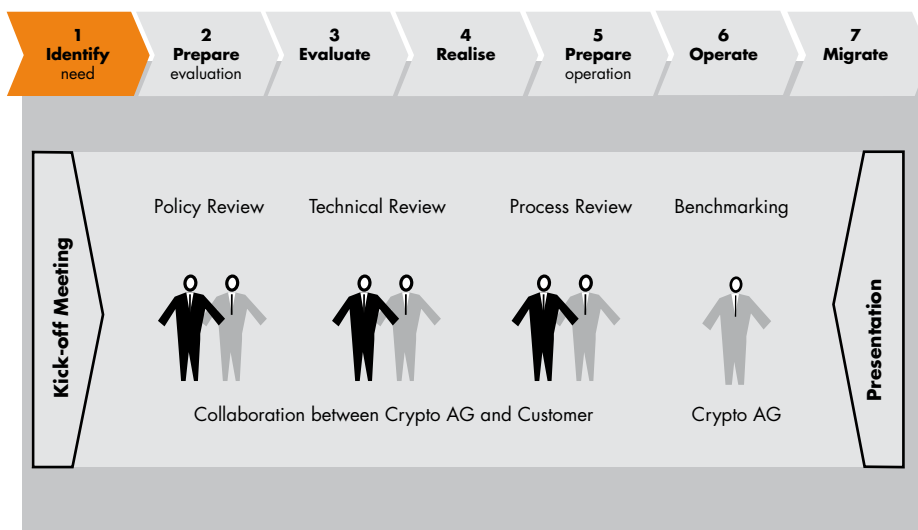 1
Identify
need
2
Prepare
evaluation
3
Evaluate
4
Realise
5
Prepare
operation
6
Operate
7
Migrate
Kick-off Meeting
Policy Review
Technical Review
Process Review
Benchmarking
Collaboration between Crypto AG and Customer
Crypto AG
Presentation